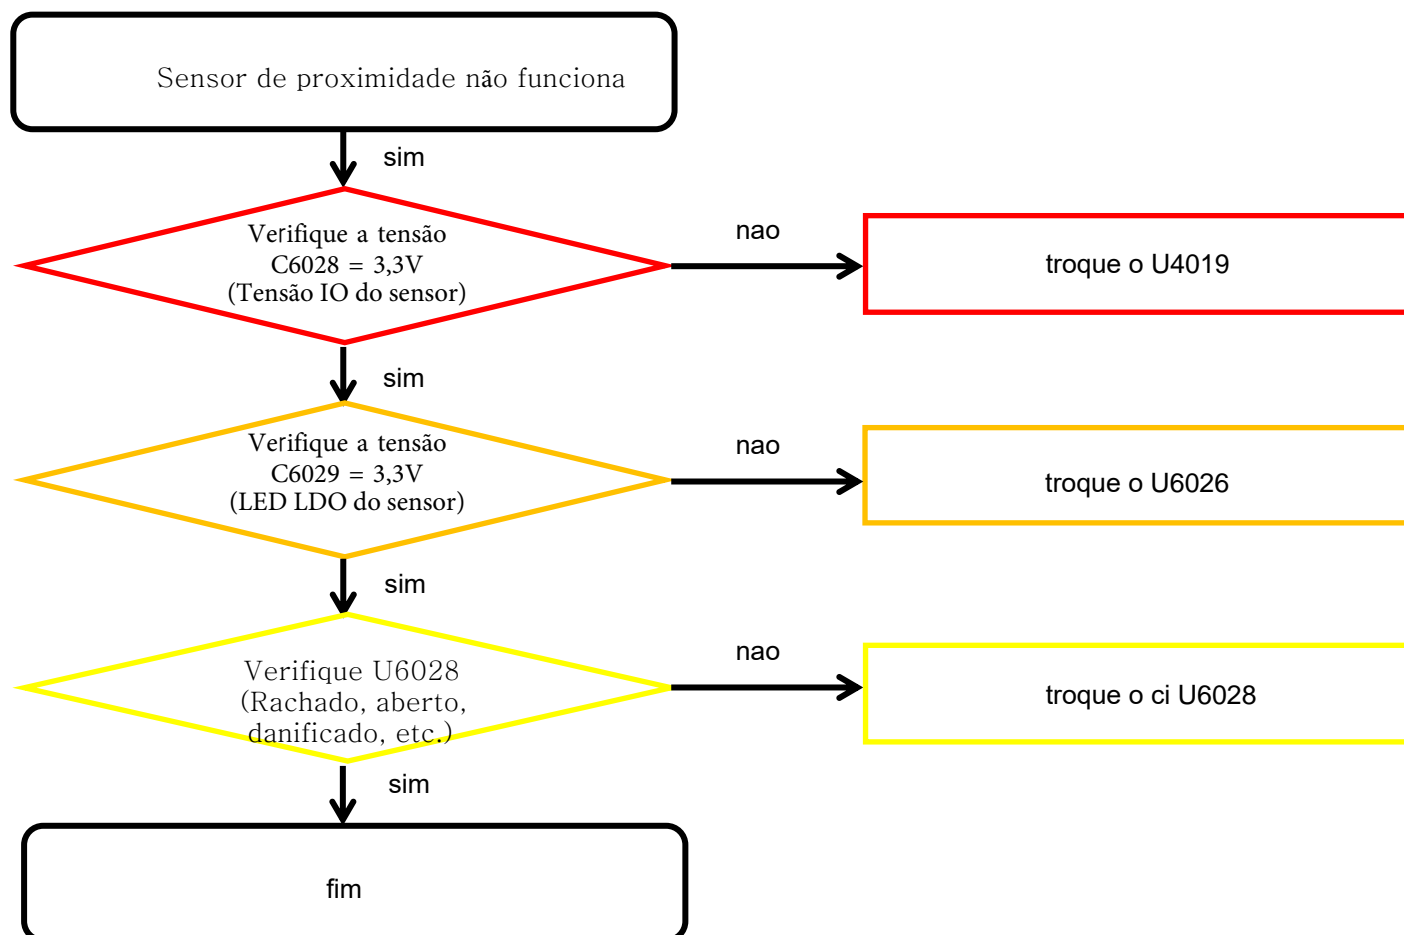 Sensor de proximidade não funciona
sim
Verifique a tensão
C6028 = 3,3V
(Tensão IO do sensor)
nao
troque o U4019
sim
Verifique a tensão
C6029 = 3,3V
(LED LDO do sensor)
nao
troque o U6026
sim
Verifique U6028
(Rachado, aberto,
danificado, etc.)
nao
troque o ci U6028
sim
fim